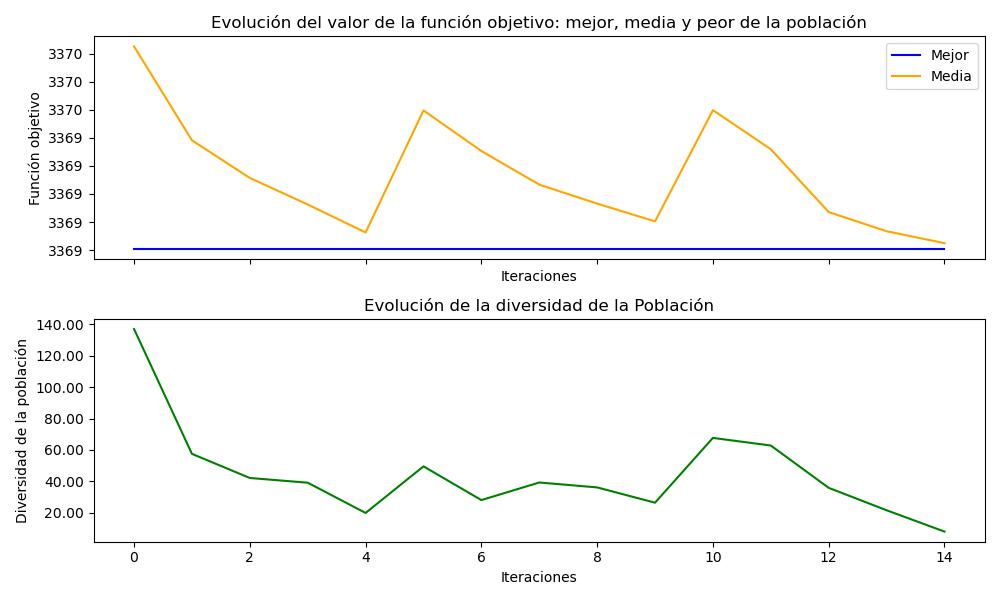 Evolución del valor de la función objetivo: mejor, media y peor de la población
3370
3370
3370
3369
3369
3369
3369
3369
Función objetivo
Mejor
Media
Iteraciones
Evolución de la diversidad de la Población
140.00
120.00
100.00
80.00
60.00
40.00
20.00
Diversidad de la población
0 2 4 6 8 10 12 14
Iteraciones